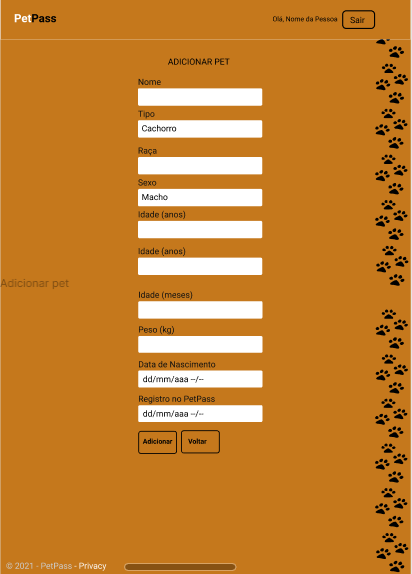 PetPass
Olá, Nome da Pessoa
Sair
ADICIONAR PET
Nome
Tipo
Cachorro
Raça
Sexo
Macho
Idade (anos)
Idade (anos)
Adicionar pet
Idade (meses)
Peso (kg)
Data de Nascimento
dd/mm/aaa --/--
Registro no PetPass
dd/mm/aaa --/--
Adicionar
Voltar
© 2021 - PetPass - Privacy